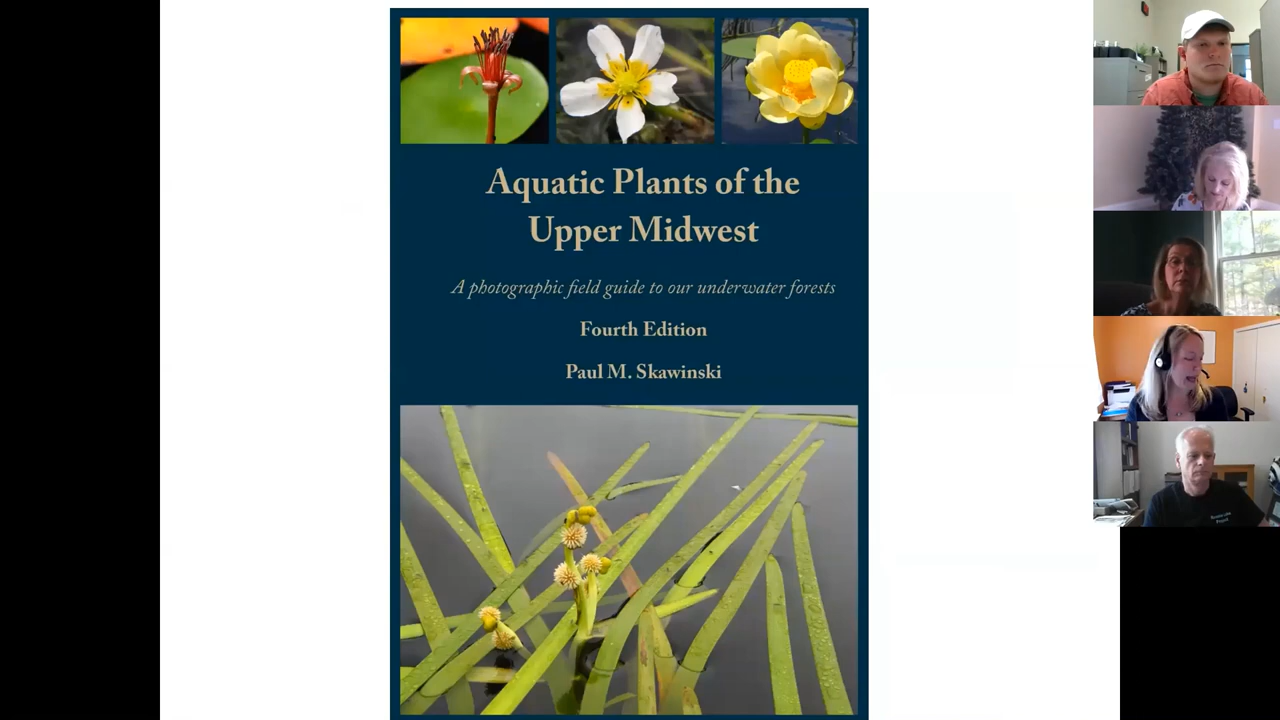 Aquatic Plants of the
Upper Midwest
A photographic field guide to our underwater forests
Fourth Edition
Paul M. Skawinski